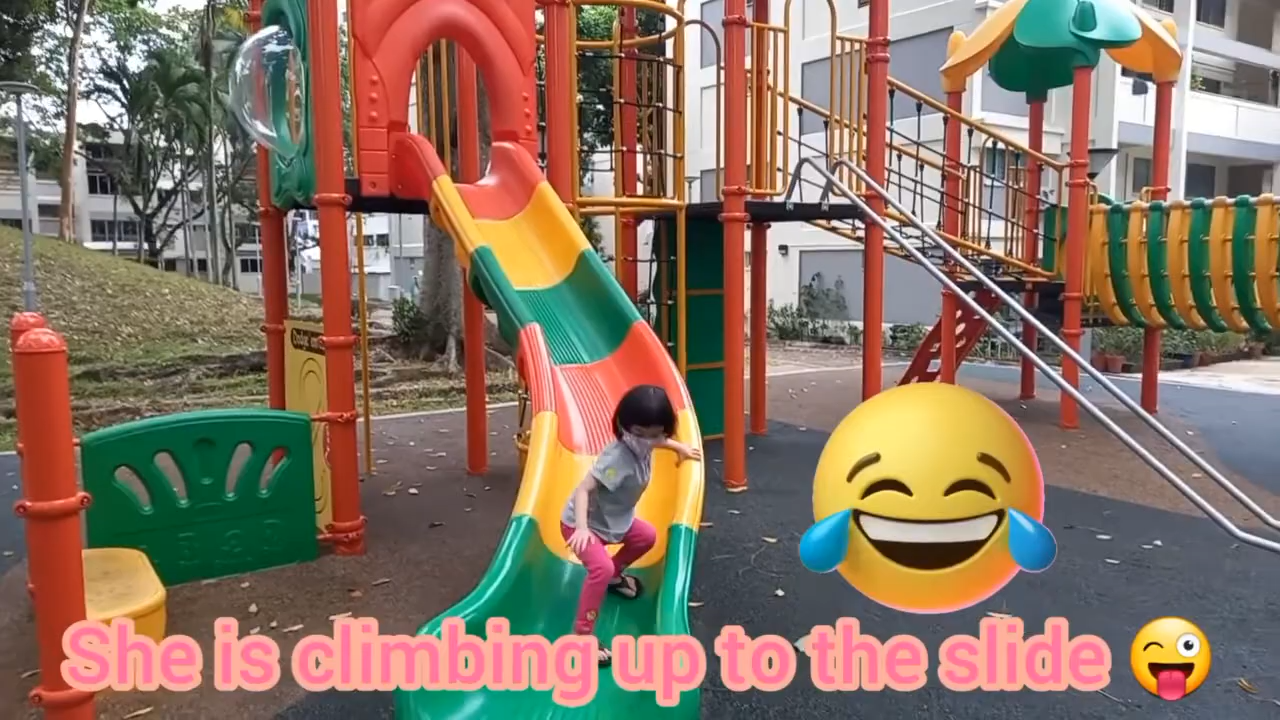 She is climbing up to the slide 😜